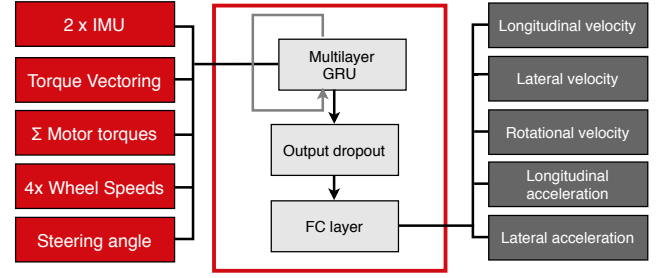 2 x IMU
Torque Vectoring
Σ Motor torques
4x Wheel Speeds
Steering angle
Multilayer
GRU
Output dropout
FC layer
Longitudinal velocity
Lateral velocity
Rotational velocity
Longitudinal
acceleration
Lateral acceleration